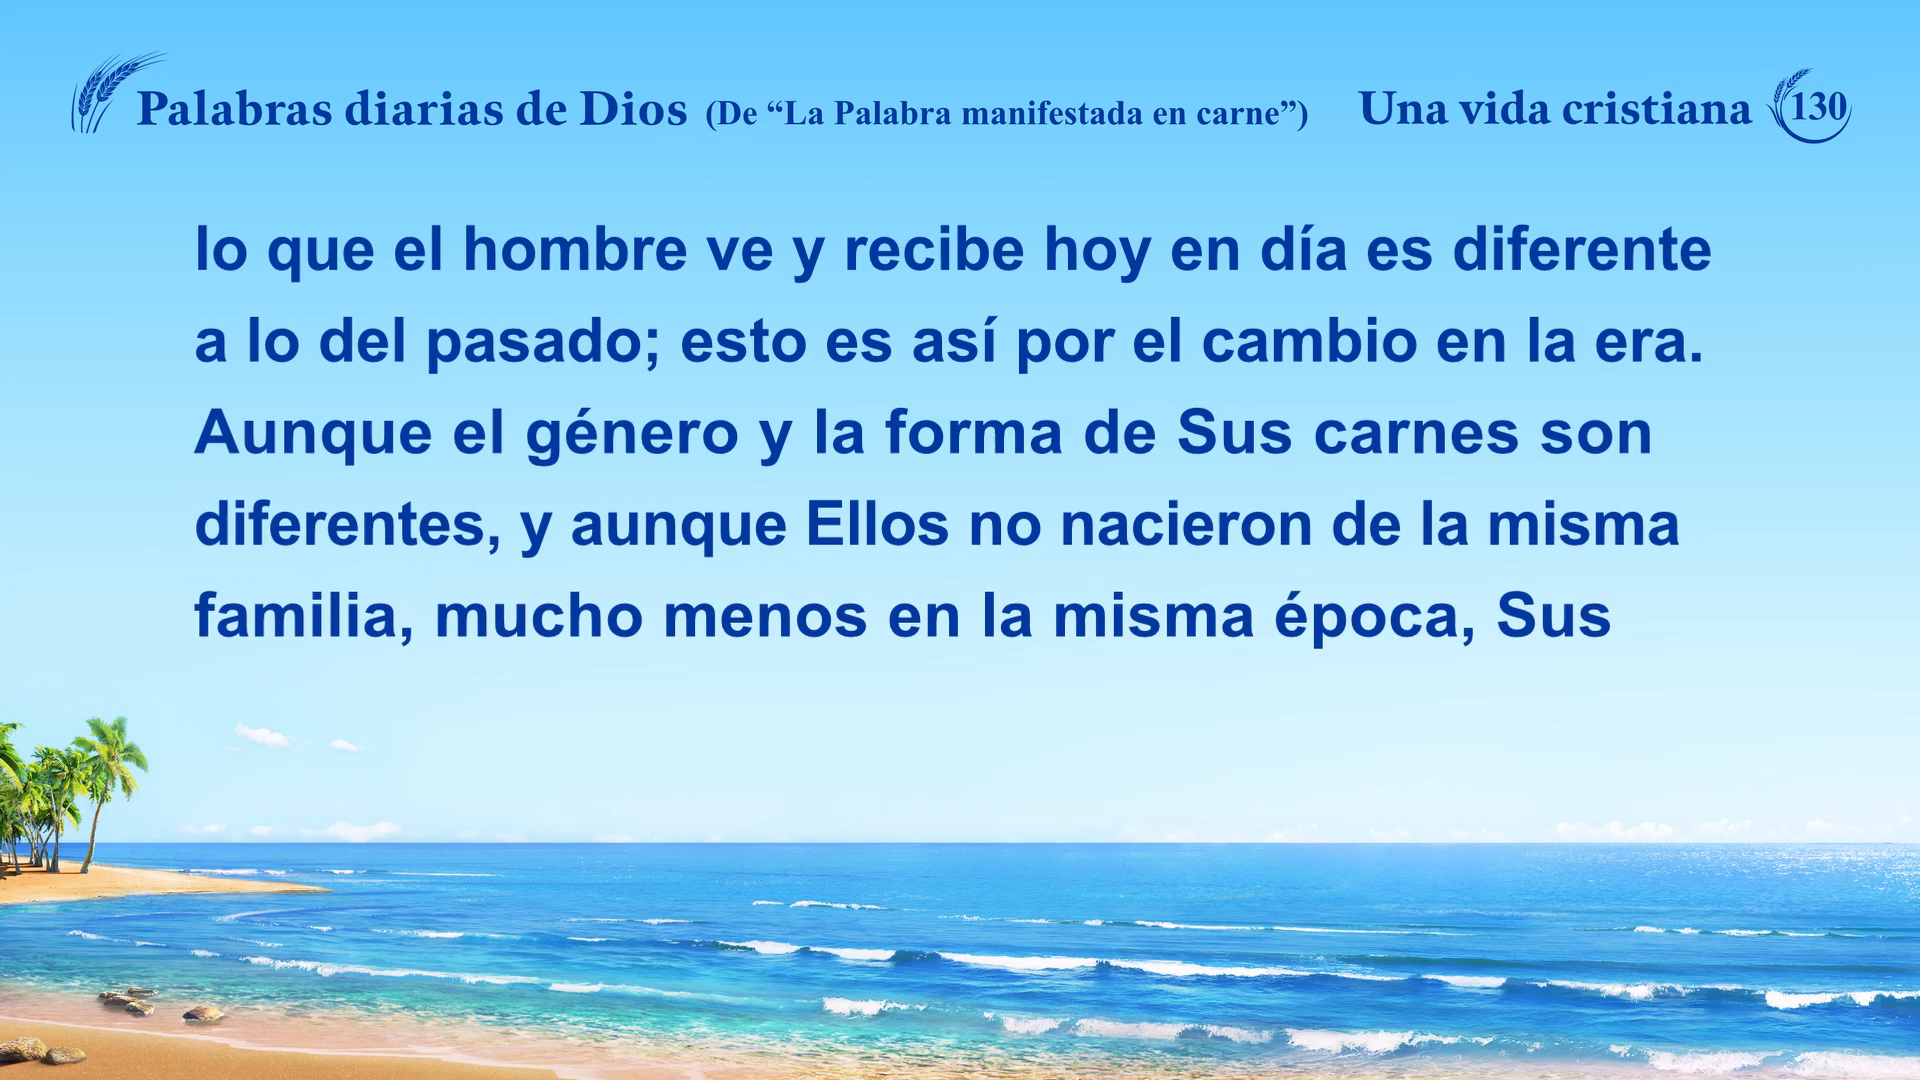 Palabras diarias de Dios (De “La Palabra manifestada en carne”) Una vida cristiana 130
lo que el hombre ve y recibe hoy en día es diferente
a lo del pasado; esto es así por el cambio en la era.
Aunque el género y la forma de Sus carnes son
diferentes, y aunque Ellos no nacieron de la misma
familia, mucho menos en la misma época, Sus